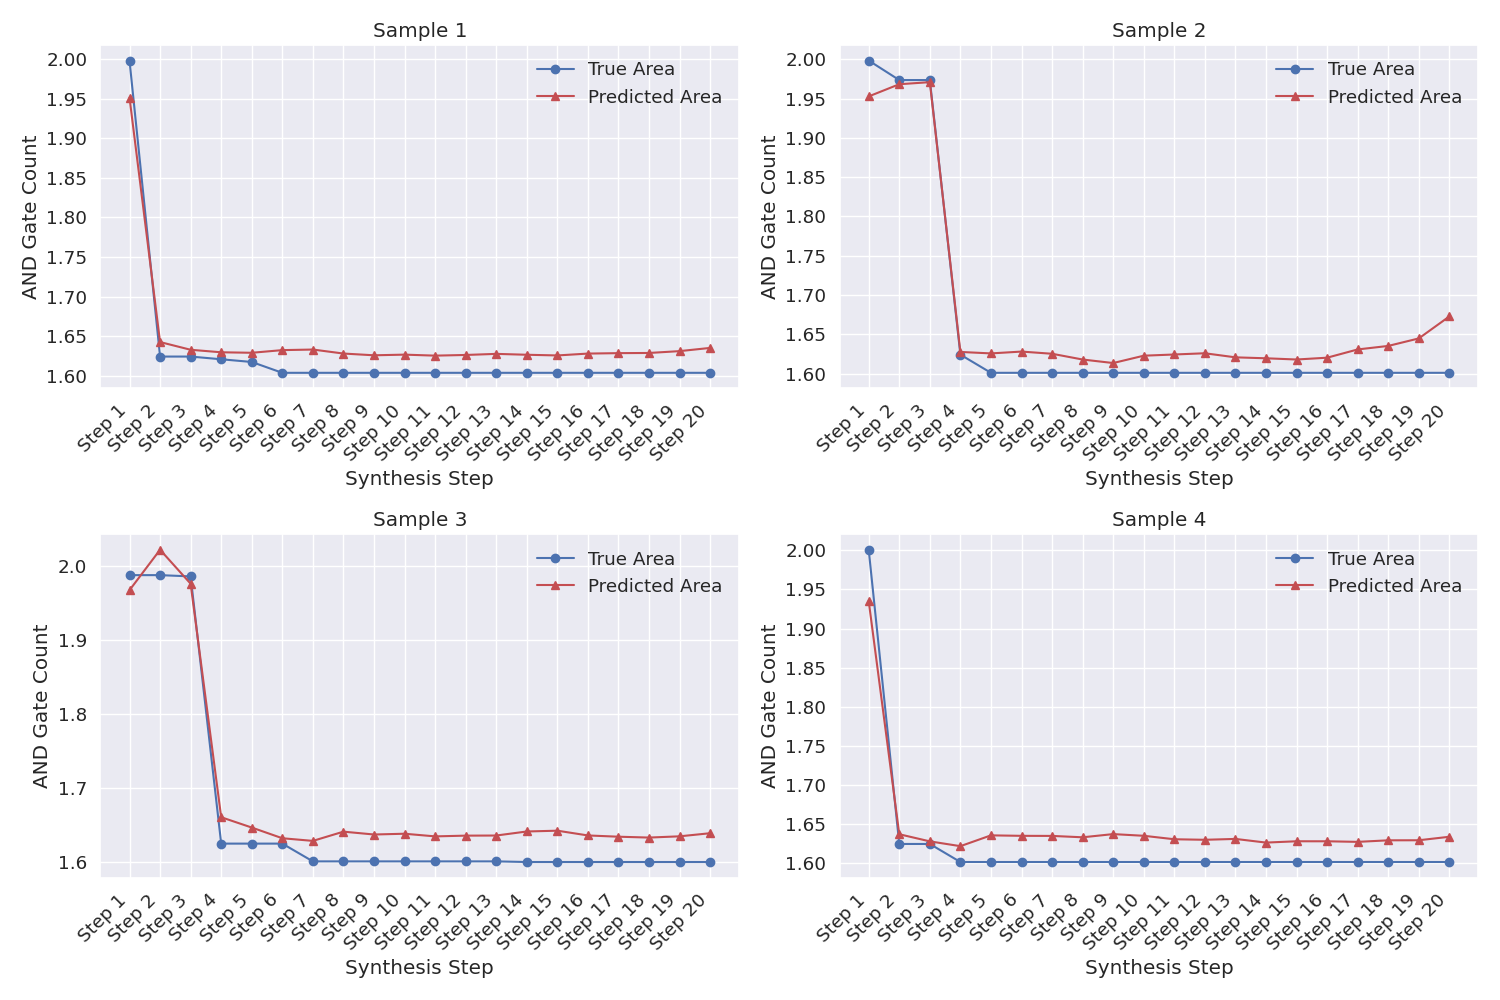 Sample 1
AND Gate Count
2.00
1.95
1.90
1.85
1.80
1.75
1.70
1.65
1.60
True Area
Predicted Area
Step 1
Step 2
Step 3
Step 4
Step 5
Step 6
Step 7
Step 8
Step 9
Step 10
Step 11
Step 12
Step 13
Step 14
Step 15
Step 16
Step 17
Step 18
Step 19
Step 20
Synthesis Step
Sample 2
AND Gate Count
2.00
1.95
1.90
1.85
1.80
1.75
1.70
1.65
1.60
True Area
Predicted Area
Step 1
Step 2
Step 3
Step 4
Step 5
Step 6
Step 7
Step 8
Step 9
Step 10
Step 11
Step 12
Step 13
Step 14
Step 15
Step 16
Step 17
Step 18
Step 19
Step 20
Synthesis Step
Sample 3
AND Gate Count
2.0
1.9
1.8
1.7
1.6
True Area
Predicted Area
Step 1
Step 2
Step 3
Step 4
Step 5
Step 6
Step 7
Step 8
Step 9
Step 10
Step 11
Step 12
Step 13
Step 14
Step 15
Step 16
Step 17
Step 18
Step 19
Step 20
Synthesis Step
Sample 4
AND Gate Count
2.00
1.95
1.90
1.85
1.80
1.75
1.70
1.65
1.60
True Area
Predicted Area
Step 1
Step 2
Step 3
Step 4
Step 5
Step 6
Step 7
Step 8
Step 9
Step 10
Step 11
Step 12
Step 13
Step 14
Step 15
Step 16
Step 17
Step 18
Step 19
Step 20
Synthesis Step